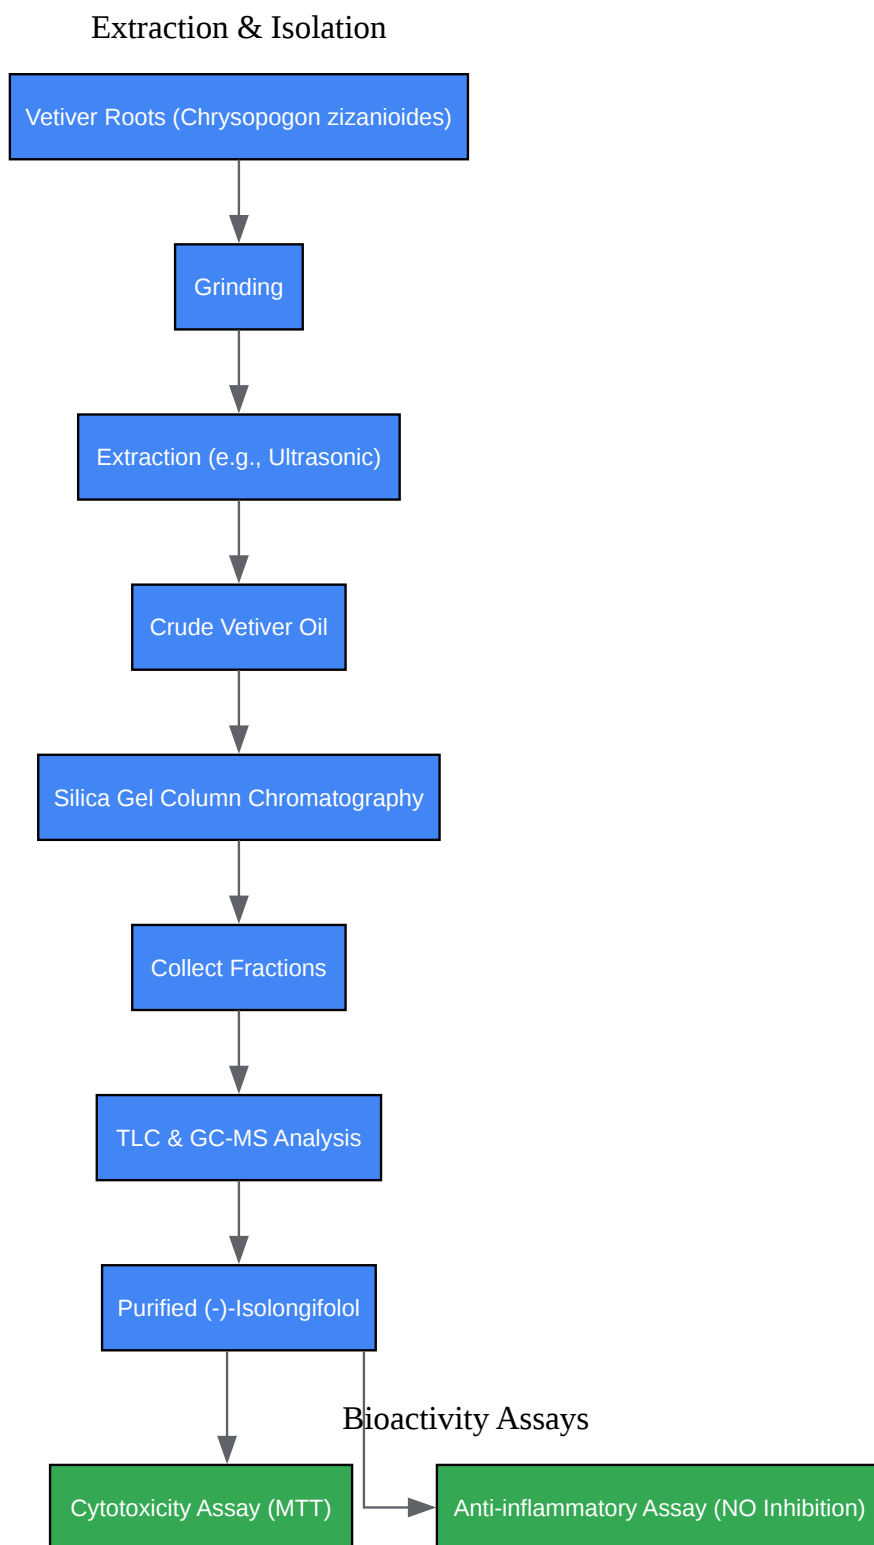 Extraction & Isolation
Vetiver Roots (Chrysopogon zizanioides)
Grinding
Extraction (e.g., Ultrasonic)
Crude Vetiver Oil
Silica Gel Column Chromatography
Collect Fractions
TLC & GC-MS Analysis
Purified (-)-Isolongifolol
Bioactivity Assays
Cytotoxicity Assay (MTT)
Anti-inflammatory Assay (NO Inhibition)